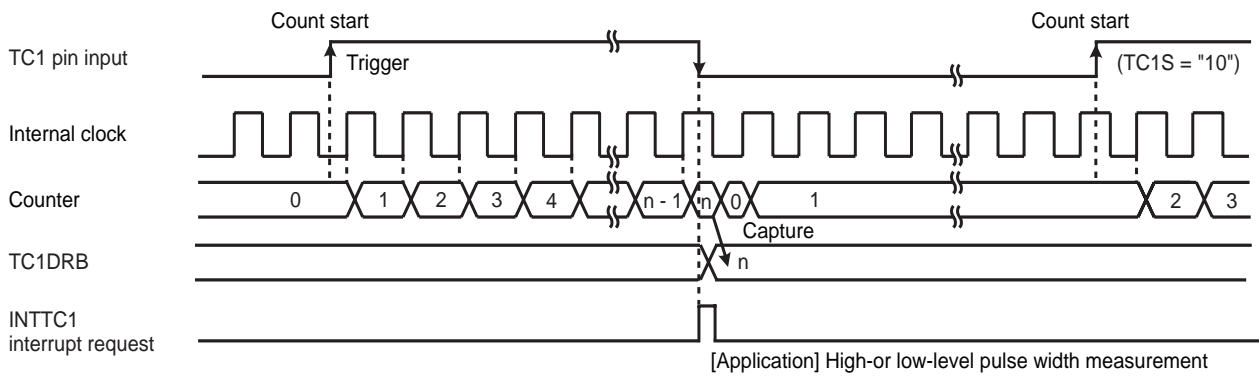 Count start
Count start
TC1 pin input
Trigger
(TC1S = "10")
Internal clock
Counter
0 1 2 3 4 n - 1 n 0 1 2 3
Capture
TC1DRB
n
INTTC1
interrupt request
[Application] High-or low-level pulse width measurement